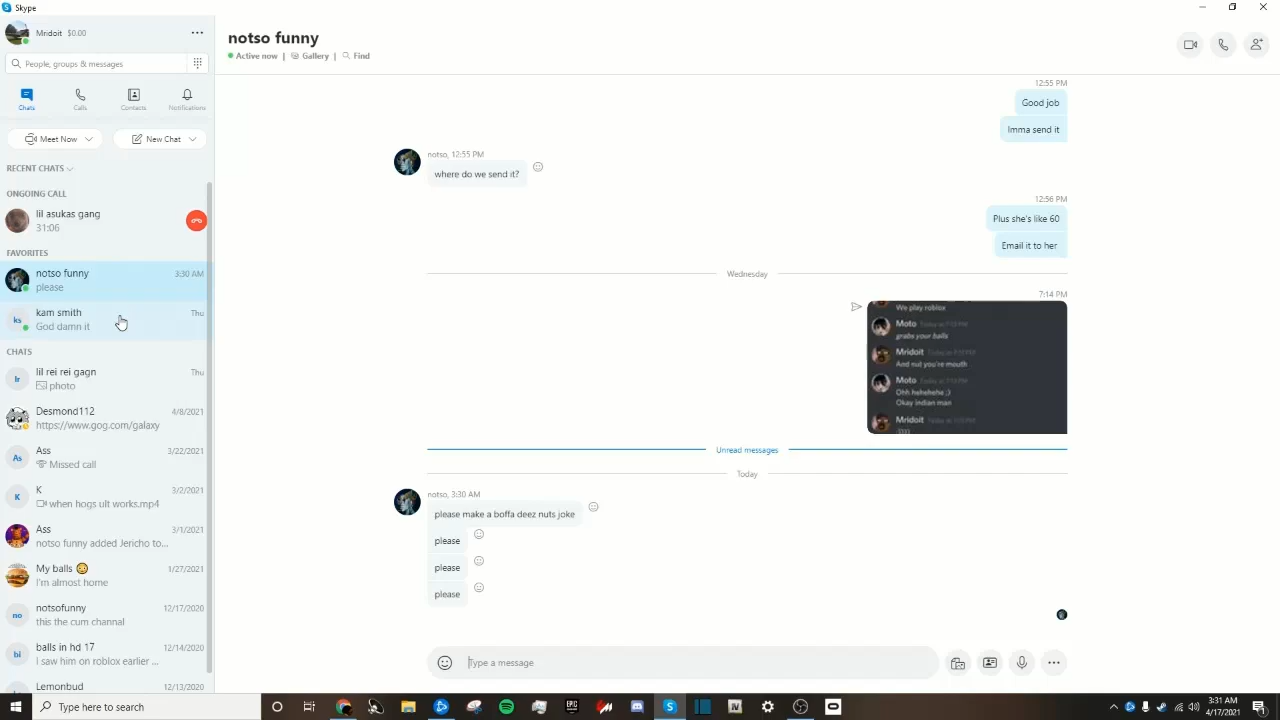 Skype
Mridoit $0.00
People, groups & messages
Chats
Calls
Contacts
Notifications
Meet Now
New Chat
RECENT CHATS
ONGOING CALL
lil asukas gang
31:06
FAVORITES
notso funny
3:30 AM
please
kam smith
Thu
God damn it
CHATS
Thu
photo
Desmond112
4/8/2021
https://www.gog.com/galaxy
Ass
3/22/2021
Missed call
K
3/2/2021
when hogs ult works.mp4
Ass
3/1/2021
notso funny added Jericho to...
My balls
1/27/2021
I'm almost home
notsofunny
12/17/2020
this the cum channel
balls in hd 17
12/14/2020
I saw him on roblox earlier ...
Lemonbud
12/13/2020
notso funny
Active now | Gallery | Find
12:55 PM
Good job
Imma send it
notso, 12:55 PM
where do we send it?
12:56 PM
Plus she's like 60
Email it to her
Wednesday
7:14 PM
We play roblox
Moto
grabs your balls
Mridoit
And nut you're mouth
Moto
Ohh hehehehe ;)
Okay indian man
Mridoit
Unread messages
Today
notso, 3:30 AM
please make a boffa deez nuts joke
please
please
please
Type a message
Type here to search
3:31 AM
4/17/2021